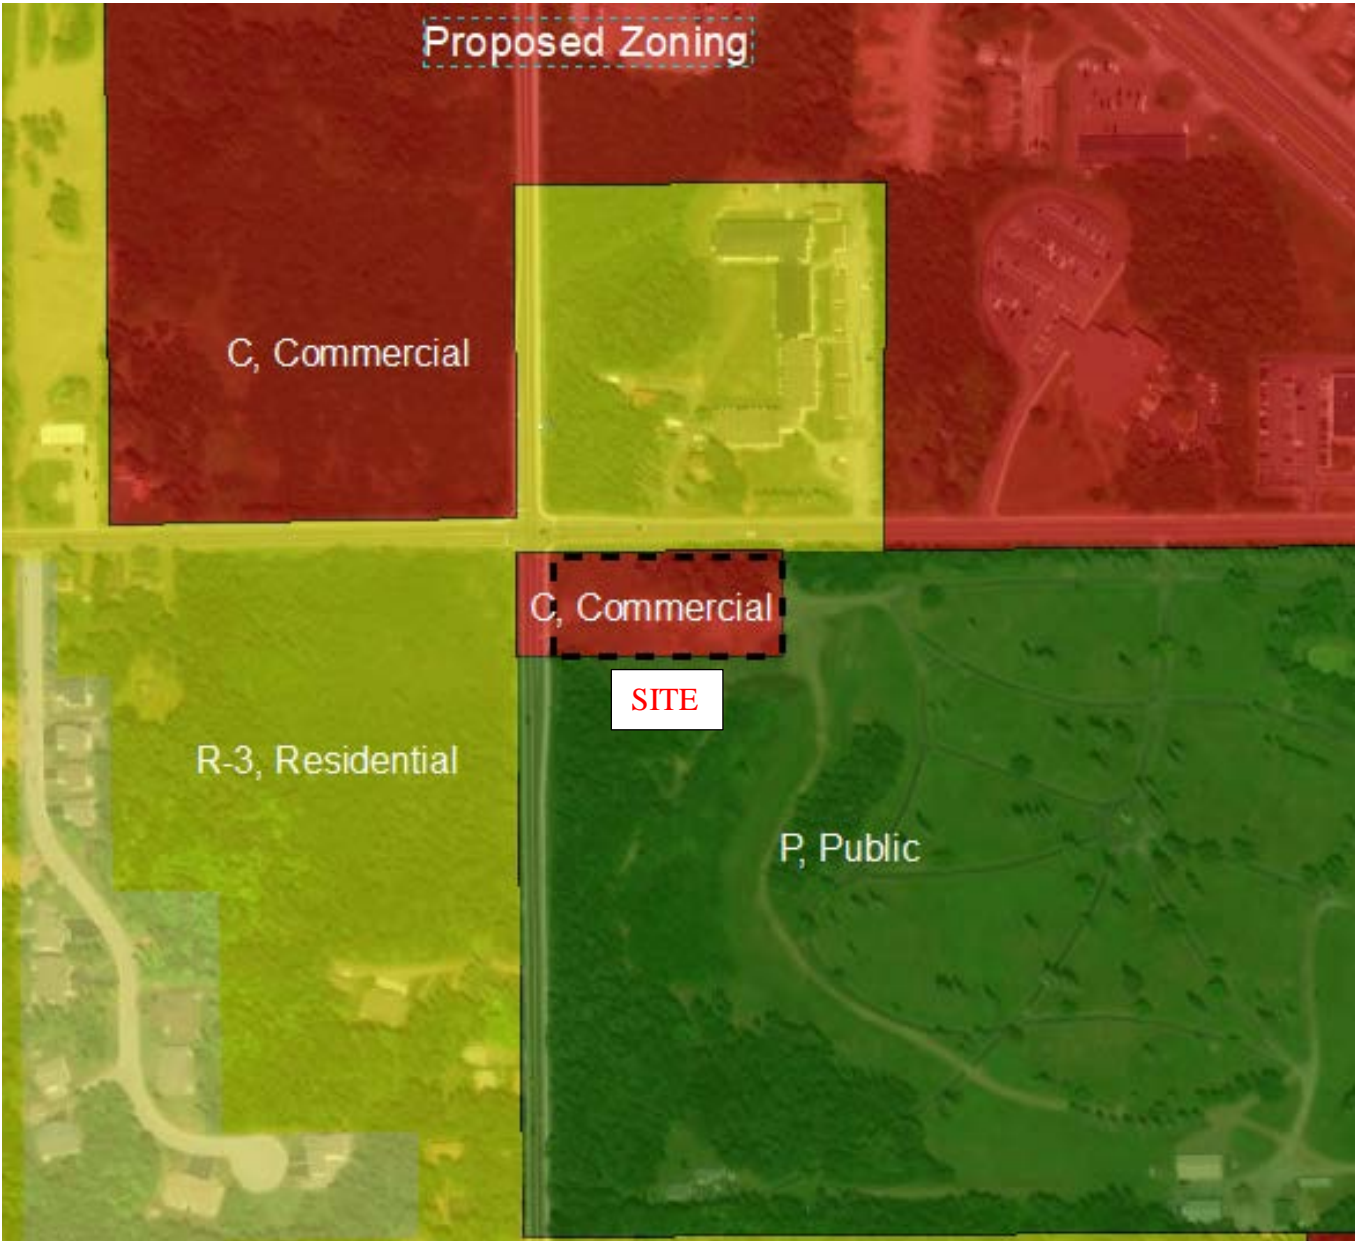 Proposed Zoning
C, Commercial
C, Commercial
SITE
R-3, Residential
P, Public